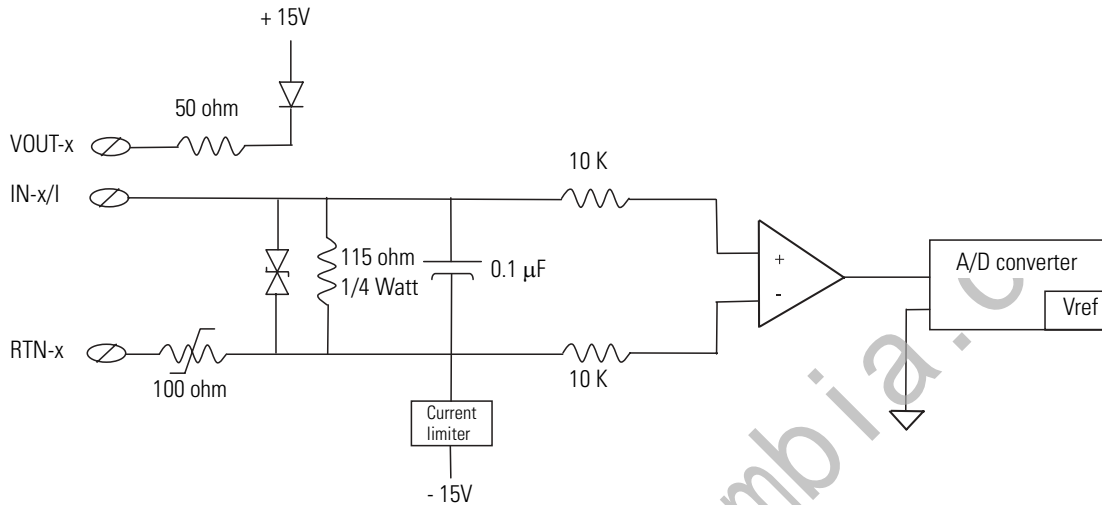 + 15V
50 ohm
VOUT-x
10 K
IN-x/I
115 ohm
1/4 Watt
0.1 µF
+
-
A/D converter
Vref
RTN-x
100 ohm
10 K
Current
limiter
- 15V
mbia.c